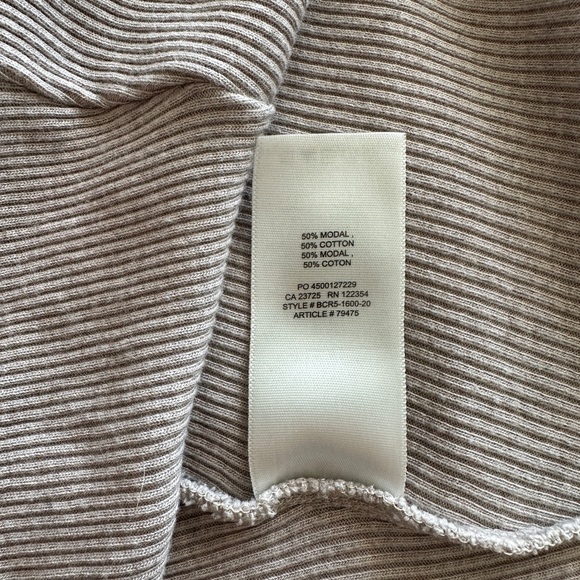 50% MODAL ,
50% COTTON
50% MODAL ,
50% COTON
PO 4500127229
CA 23725 RN 122354
STYLE # BCR5-1600-20
ARTICLE # 79475